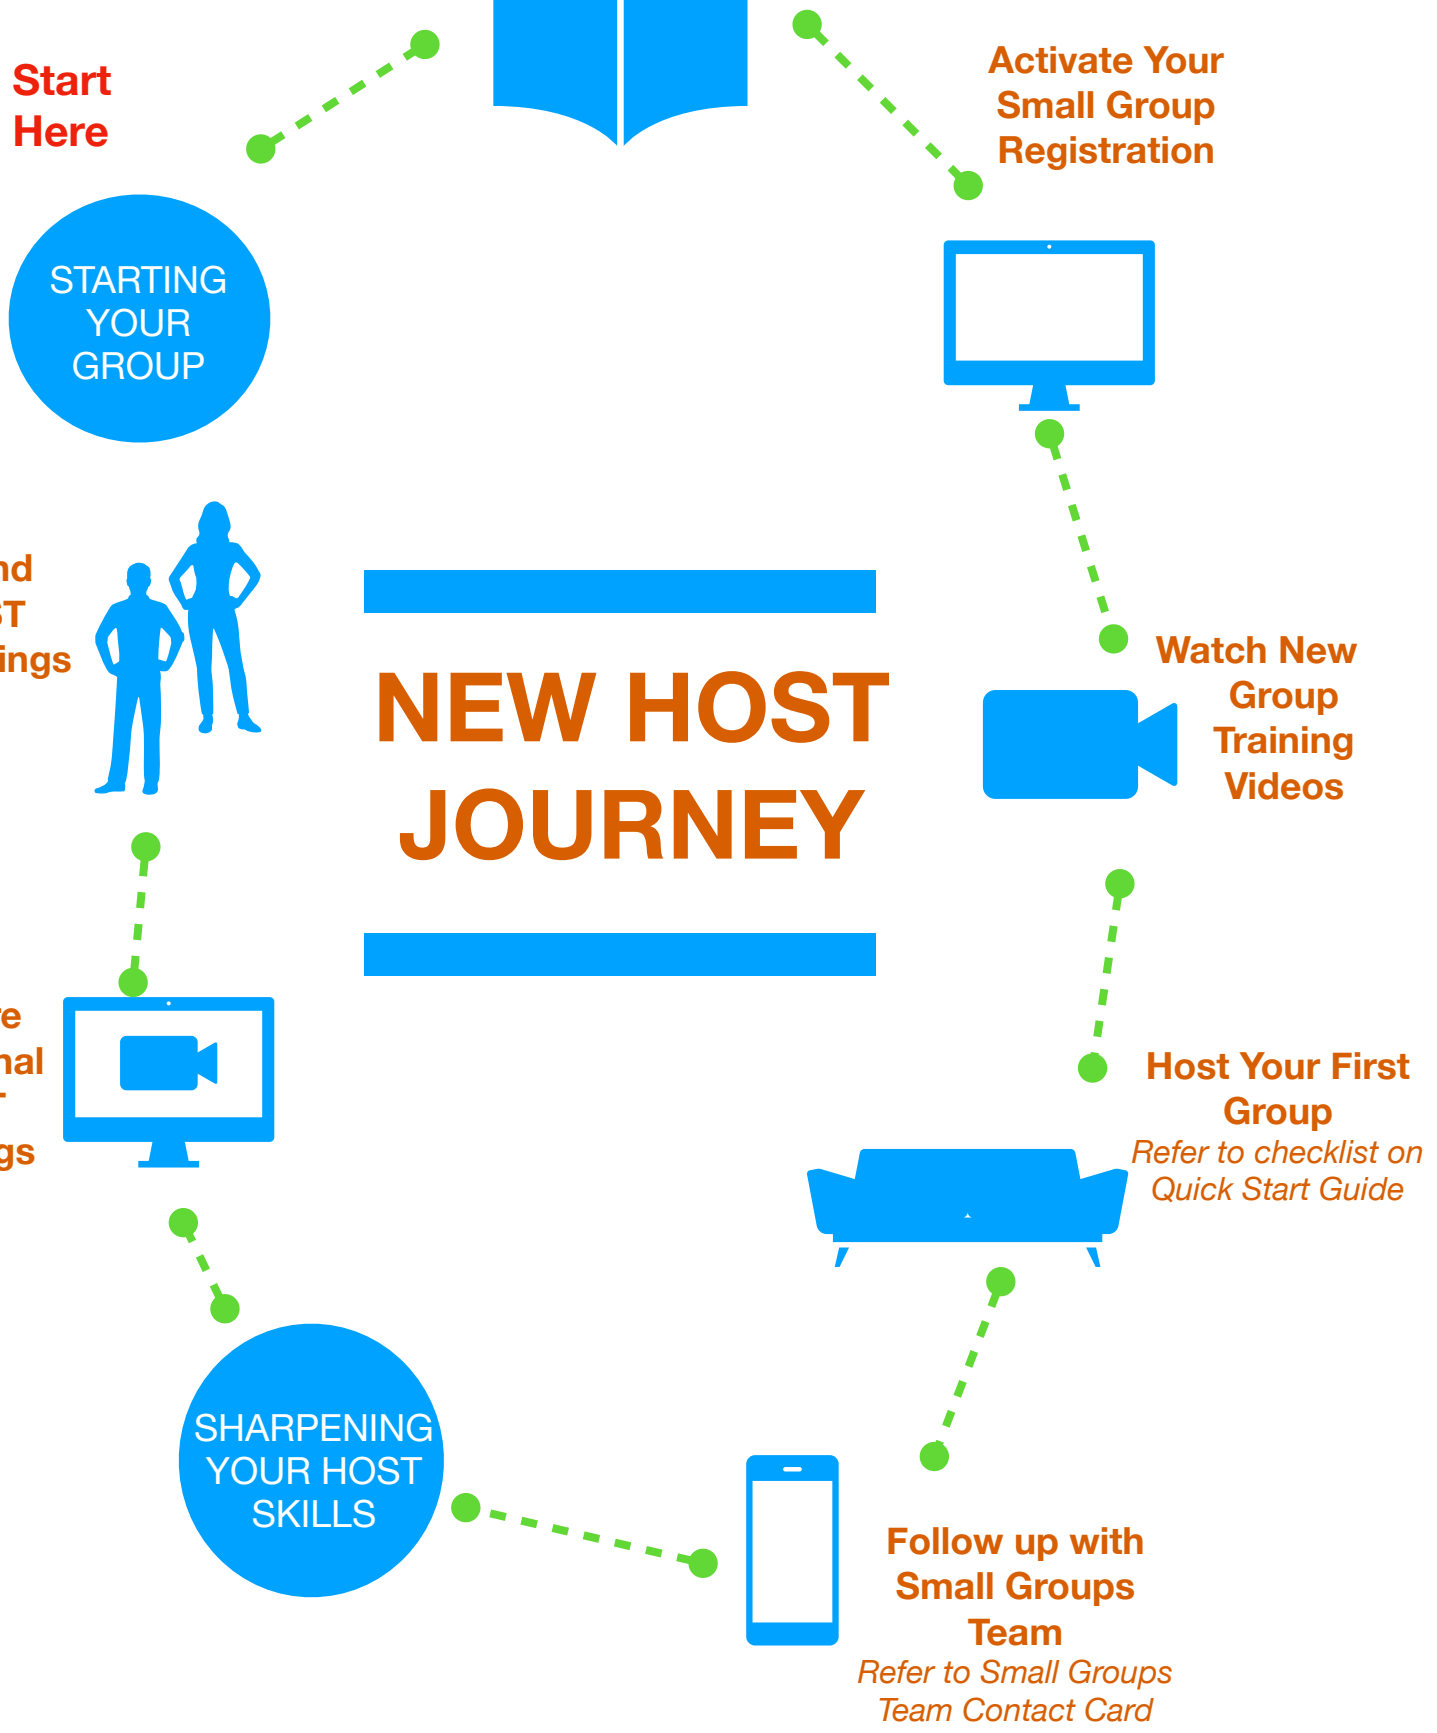 Start
Here
STARTING
YOUR
GROUP
Activate Your
Small Group
Registration
Watch New
Group
Training
Videos
Host Your First
Group
Refer to checklist on
Quick Start Guide
Follow up with
Small Groups
Team
Refer to Small Groups
Team Contact Card
SHARPENING
YOUR HOST
SKILLS
NEW HOST
JOURNEY